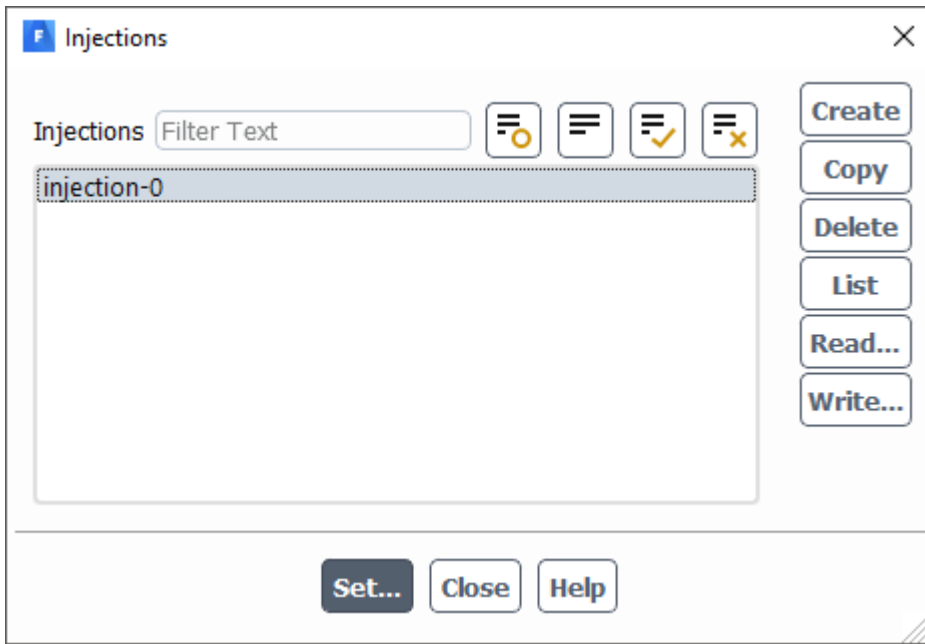 F Injections
Injections Filter Text
injection-0
Create
Copy
Delete
List
Read...
Write...
Set... Close Help